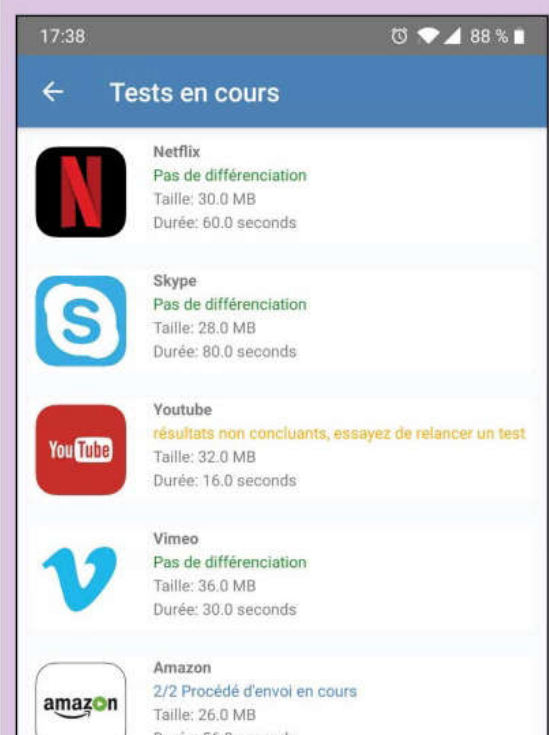 17:38
88 %
Tests en cours
Netflix
Pas de différenciation
Taille: 30.0 MB
Durée: 60.0 seconds
Skype
Pas de différenciation
Taille: 28.0 MB
Durée: 80.0 seconds
You Tube
Youtube
résultats non concluants, essayez de relancer un test
Taille: 32.0 MB
Durée: 16.0 seconds
Vimeo
Pas de différenciation
Taille: 36.0 MB
Durée: 30.0 seconds
amazon
Amazon
2/2 Procédé d'envoi en cours
Taille: 26.0 MB